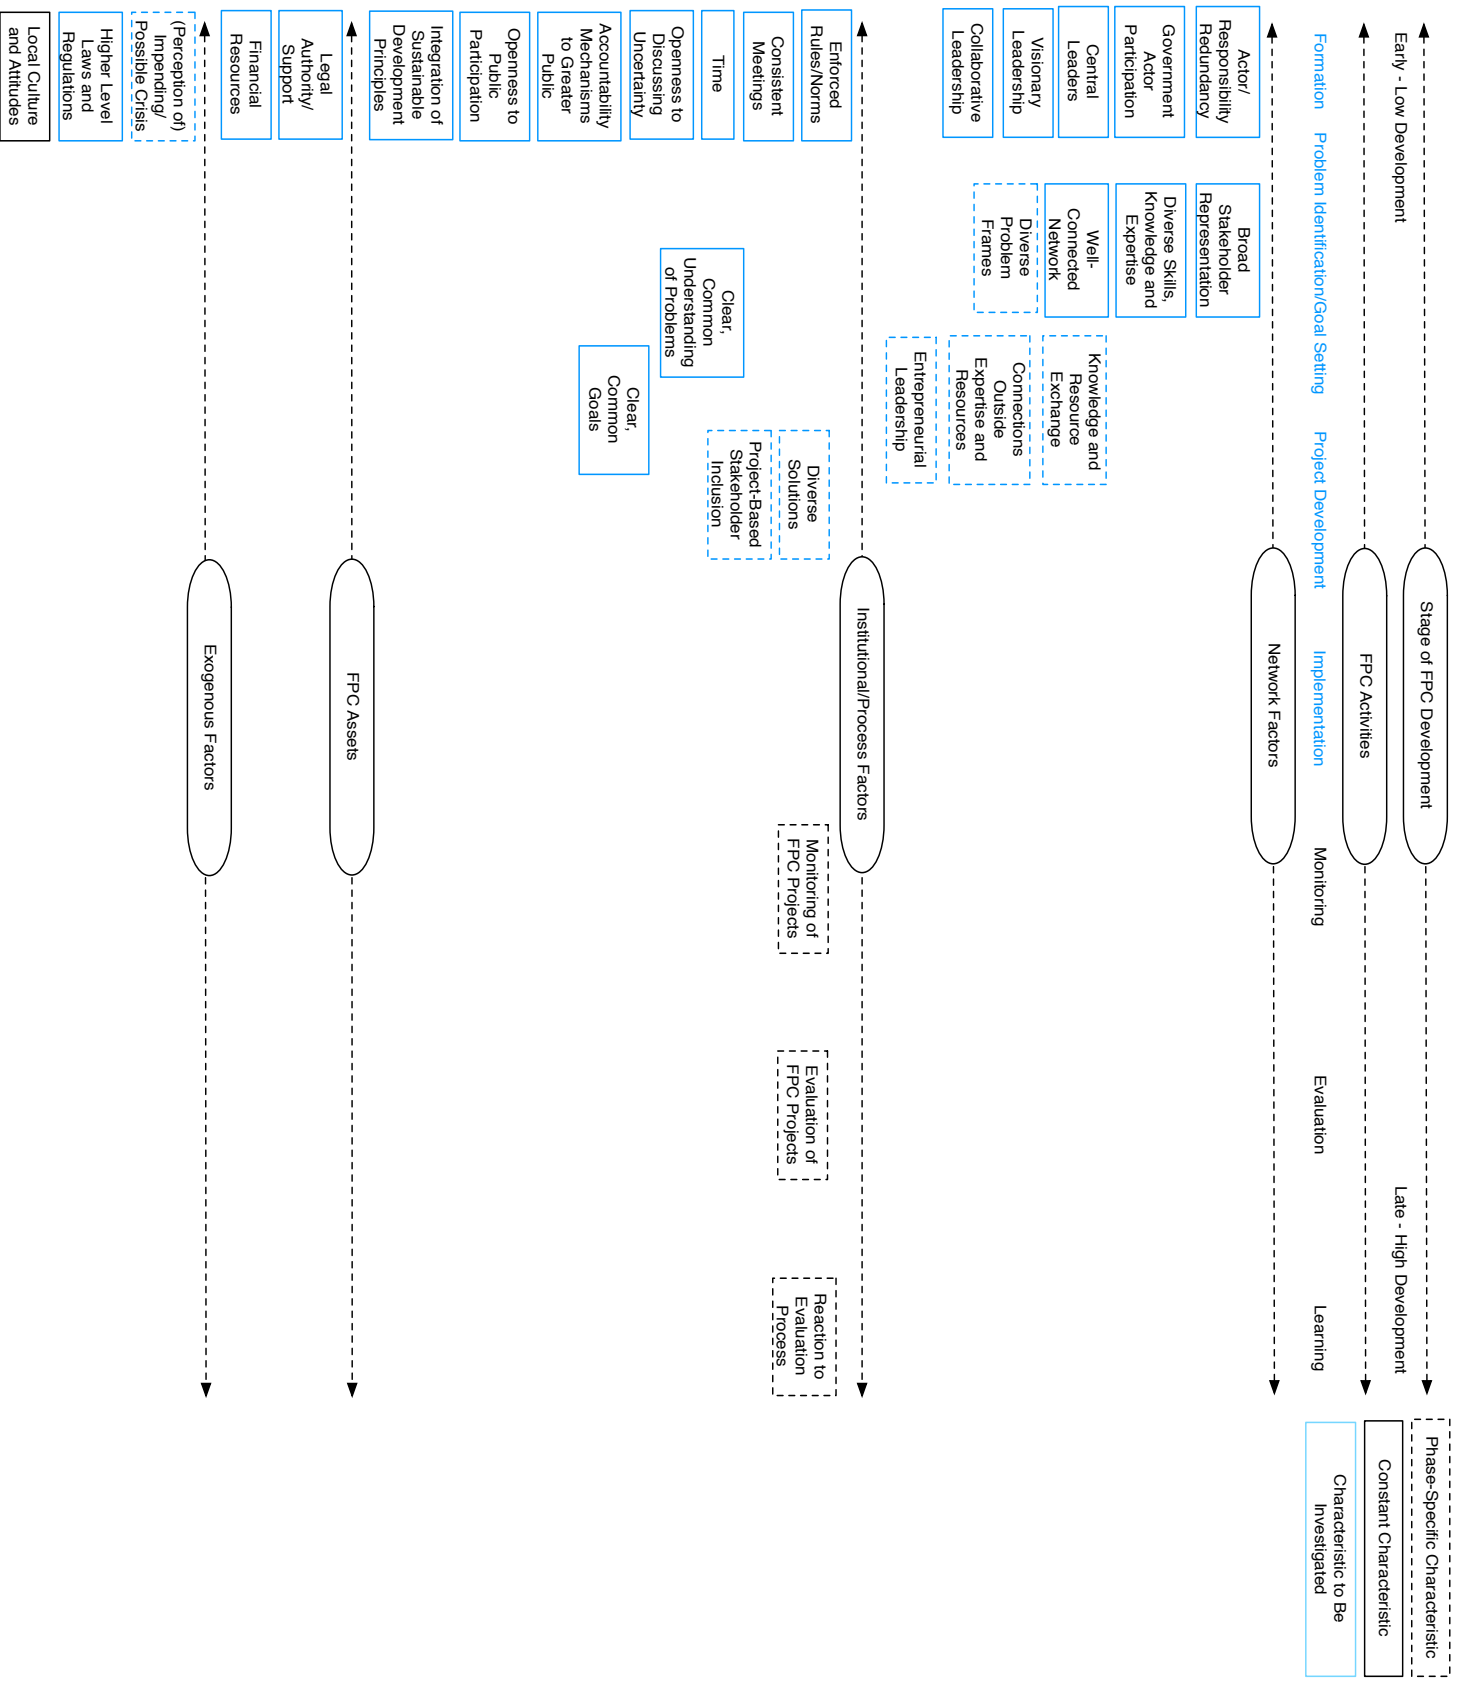 Stage of FPC Development
Early - Low Development
Late - High Development
FPC Activities
Formation
Problem Identification/Goal Setting
Project Development
Implementation
Monitoring
Evaluation
Learning
Network Factors
Actor/
Responsibility
Redundancy
Government
Actor
Participation
Central
Leaders
Visionary
Leadership
Collaborative
Leadership
Broad
Stakeholder
Representation
Diverse Skills,
Knowledge and
Expertise
Well-
Connected
Network
Diverse
Problem
Frames
Knowledge and
Resource
Exchange
Connections
Outside
Expertise and
Resources
Entrepreneurial
Leadership
Institutional/Process Factors
Enforced
Rules/Norms
Consistent
Meetings
Time
Openness to
Discussing
Uncertainty
Accountability
Mechanisms
to Greater
Public
Openness to
Public
Participation
Integration of
Sustainable
Development
Principles
Clear,
Common
Understanding
of Problems
Clear,
Common
Goals
Diverse
Solutions
Project-Based
Stakeholder
Inclusion
Monitoring of
FPC Projects
Evaluation of
FPC Projects
Reaction to
Evaluation
Process
FPC Assets
Legal
Authority/
Support
Financial
Resources
Exogenous Factors
(Perception of)
Impending/
Possible Crisis
Higher Level
Laws and
Regulations
Local Culture
and Attitudes
Phase-Specific Characteristic
Constant Characteristic
Characteristic to Be
Investigated